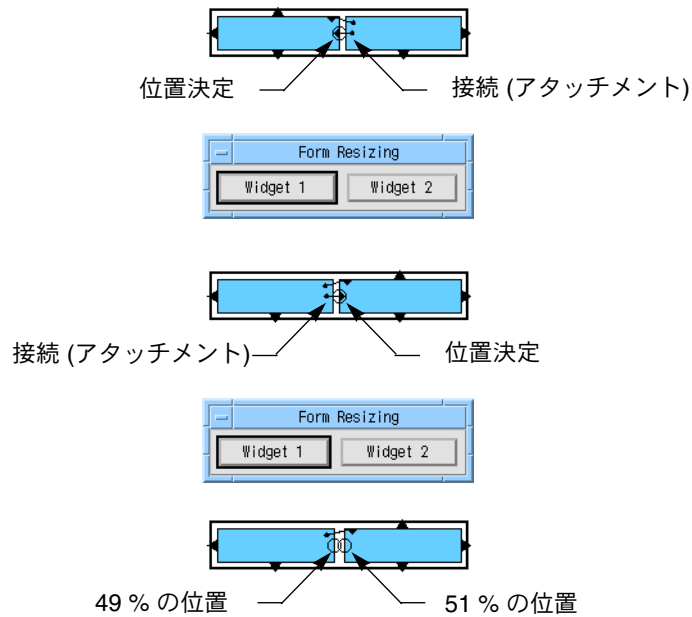 位置決定
接続 (アタッチメント)
Form Resizing
Widget 1
Widget 2
接続 (アタッチメント)
位置決定
Form Resizing
Widget 1
Widget 2
49 % の位置
51 % の位置